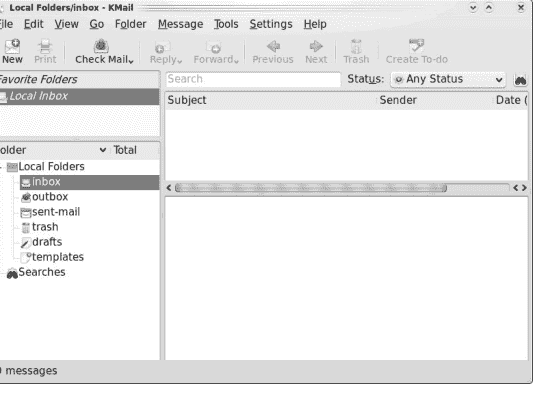 Local Folders/inbox - KMail
File Edit View Go Folder Message Tools Settings Help
New Print Check Mail Reply Forward Previous Next Trash Create To-do
Favorite Folders
Search Status: Any Status
Local Inbox
Subject Sender Date (
older Total
Local Folders
inbox
outbox
sent-mail
trash
drafts
templates
Searches
messages